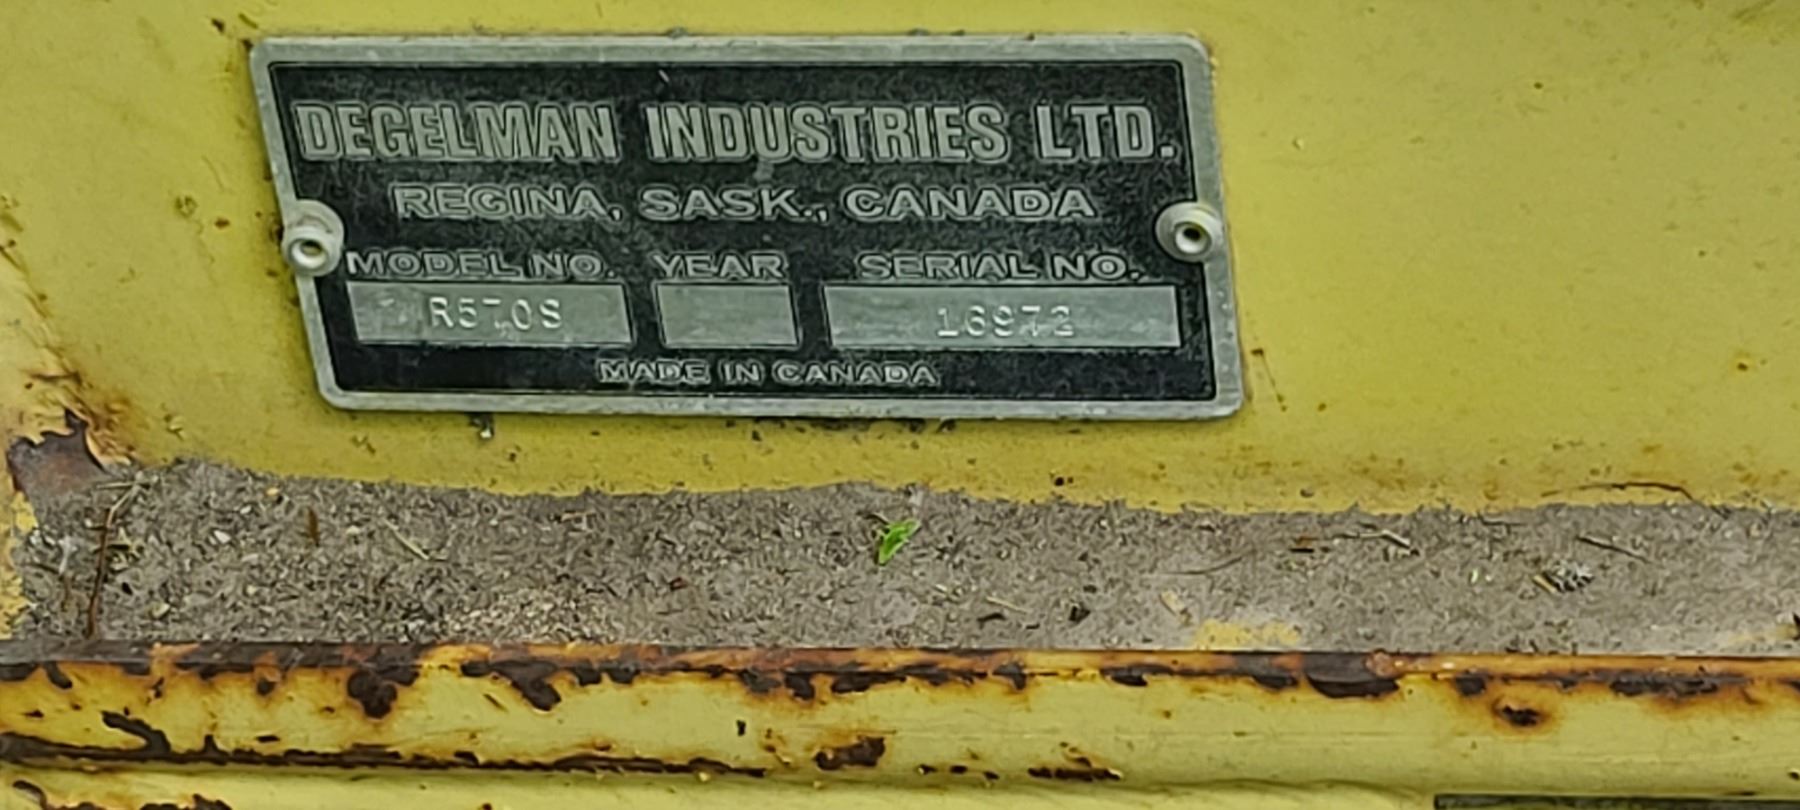 DEGELMAN INDUSTRIES LTD.
REGINA, SASK., CANADA
MODEL NO. YEAR SERIAL NO.
R570S 16972
MADE IN CANADA